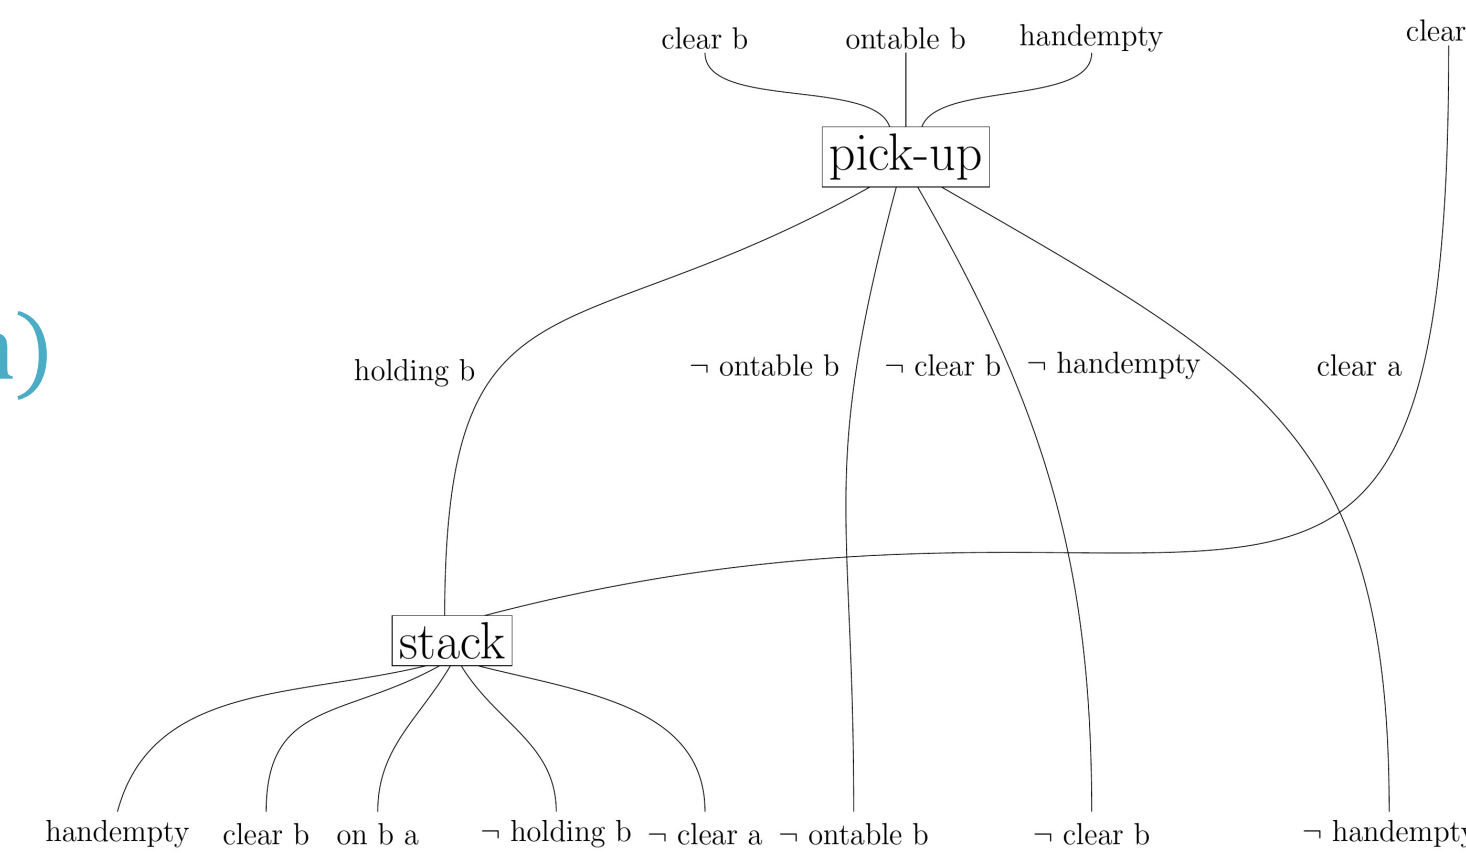 clear b ontable b handempty clear
pick-up
a)
holding b ¬ ontable b ¬ clear b ¬ handempty clear a
stack
handempty clear b on b a ¬ holding b ¬ clear a ¬ ontable b ¬ clear b ¬ handempty